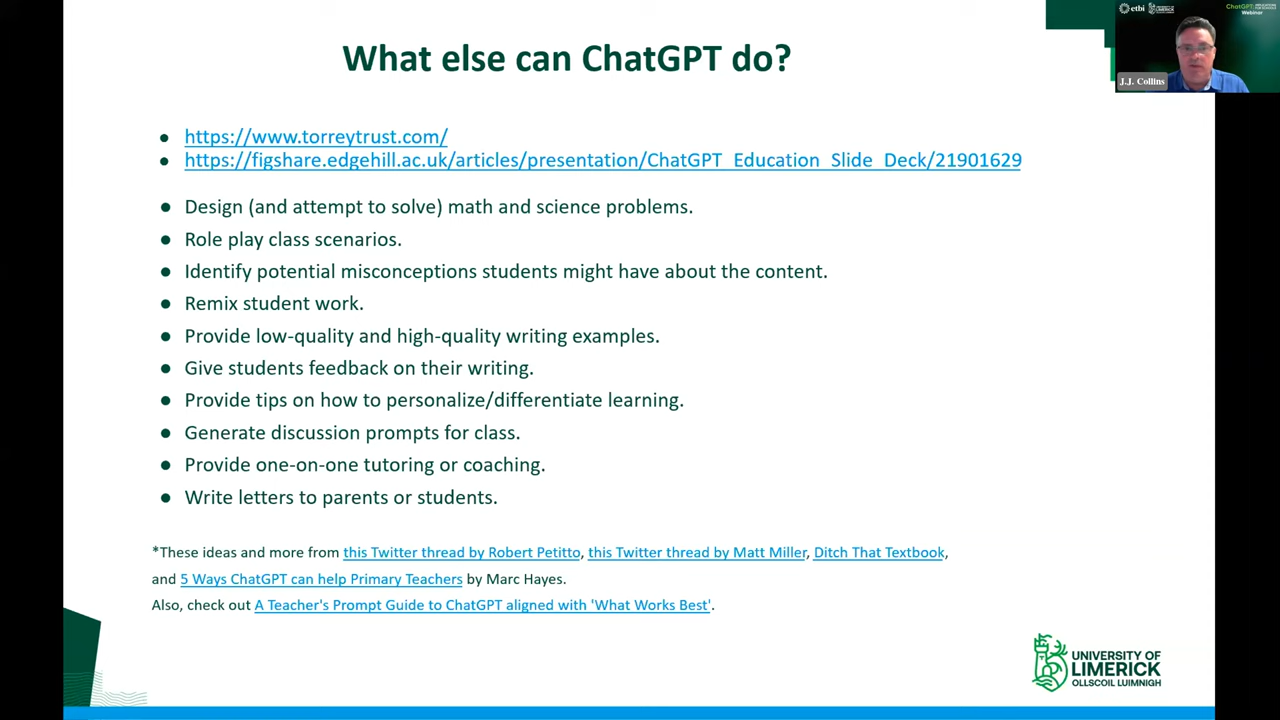 What else can ChatGPT do?
etbi
UNIVERSITY OF
LIMERICK
ChatGPT
Webinar
J.J. Collins
● https://www.torreytrust.com/
● https://figshare.edgehill.ac.uk/articles/presentation/ChatGPT_Education_Slide_Deck/21901629
● Design (and attempt to solve) math and science problems.
● Role play class scenarios.
● Identify potential misconceptions students might have about the content.
● Remix student work.
● Provide low-quality and high-quality writing examples.
● Give students feedback on their writing.
● Provide tips on how to personalize/differentiate learning.
● Generate discussion prompts for class.
● Provide one-on-one tutoring or coaching.
● Write letters to parents or students.
*These ideas and more from this Twitter thread by Robert Petitto, this Twitter thread by Matt Miller, Ditch That Textbook,
and 5 Ways ChatGPT can help Primary Teachers by Marc Hayes.
Also, check out A Teacher's Prompt Guide to ChatGPT aligned with 'What Works Best'.
UNIVERSITY OF
LIMERICK
OLLSCOIL LUIMNIGH